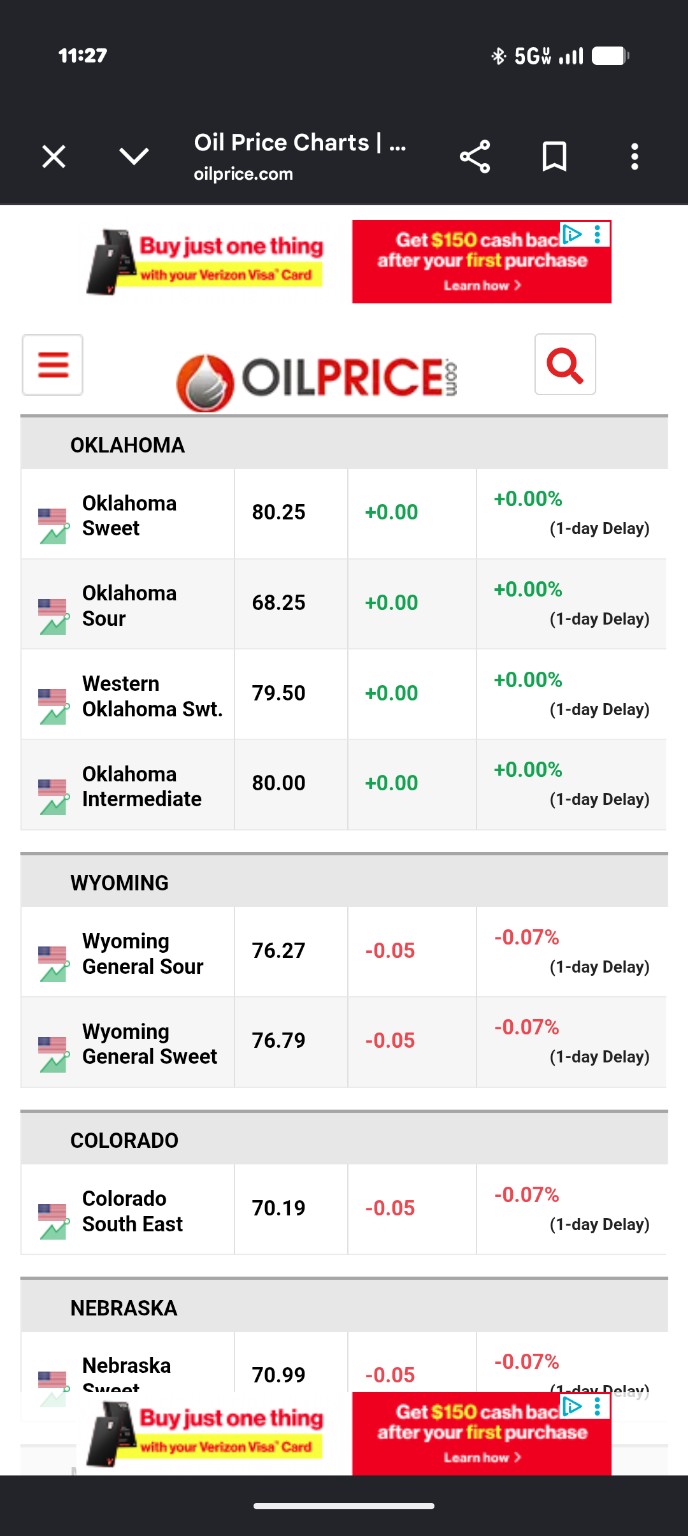 11:27
5G UW
Oil Price Charts | ...
oilprice.com
Buy just one thing
with your Verizon Visa® Card
Get $150 cash bac
after your first purchase
Learn how >
OILPRICE.com
OKLAHOMA
Oklahoma
Sweet
80.25
+0.00
+0.00%
(1-day Delay)
Oklahoma
Sour
68.25
+0.00
+0.00%
(1-day Delay)
Western
Oklahoma Swt.
79.50
+0.00
+0.00%
(1-day Delay)
Oklahoma
Intermediate
80.00
+0.00
+0.00%
(1-day Delay)
WYOMING
Wyoming
General Sour
76.27
-0.05
-0.07%
(1-day Delay)
Wyoming
General Sweet
76.79
-0.05
-0.07%
(1-day Delay)
COLORADO
Colorado
South East
70.19
-0.05
-0.07%
(1-day Delay)
NEBRASKA
Nebraska
Sweet
70.99
-0.05
-0.07%
(1-day Delay)
Buy just one thing
with your Verizon Visa® Card
Get $150 cash bac
after your first purchase
Learn how >